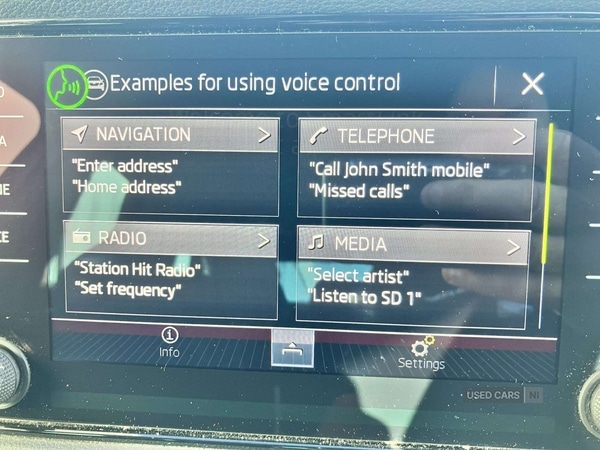 Examples for using voice control
NAVIGATION
"Enter address"
"Home address"
TELEPHONE
"Call John Smith mobile"
"Missed calls"
RADIO
"Station Hit Radio"
"Set frequency"
MEDIA
"Select artist"
"Listen to SD 1"
Info
Settings
USED CARS NI